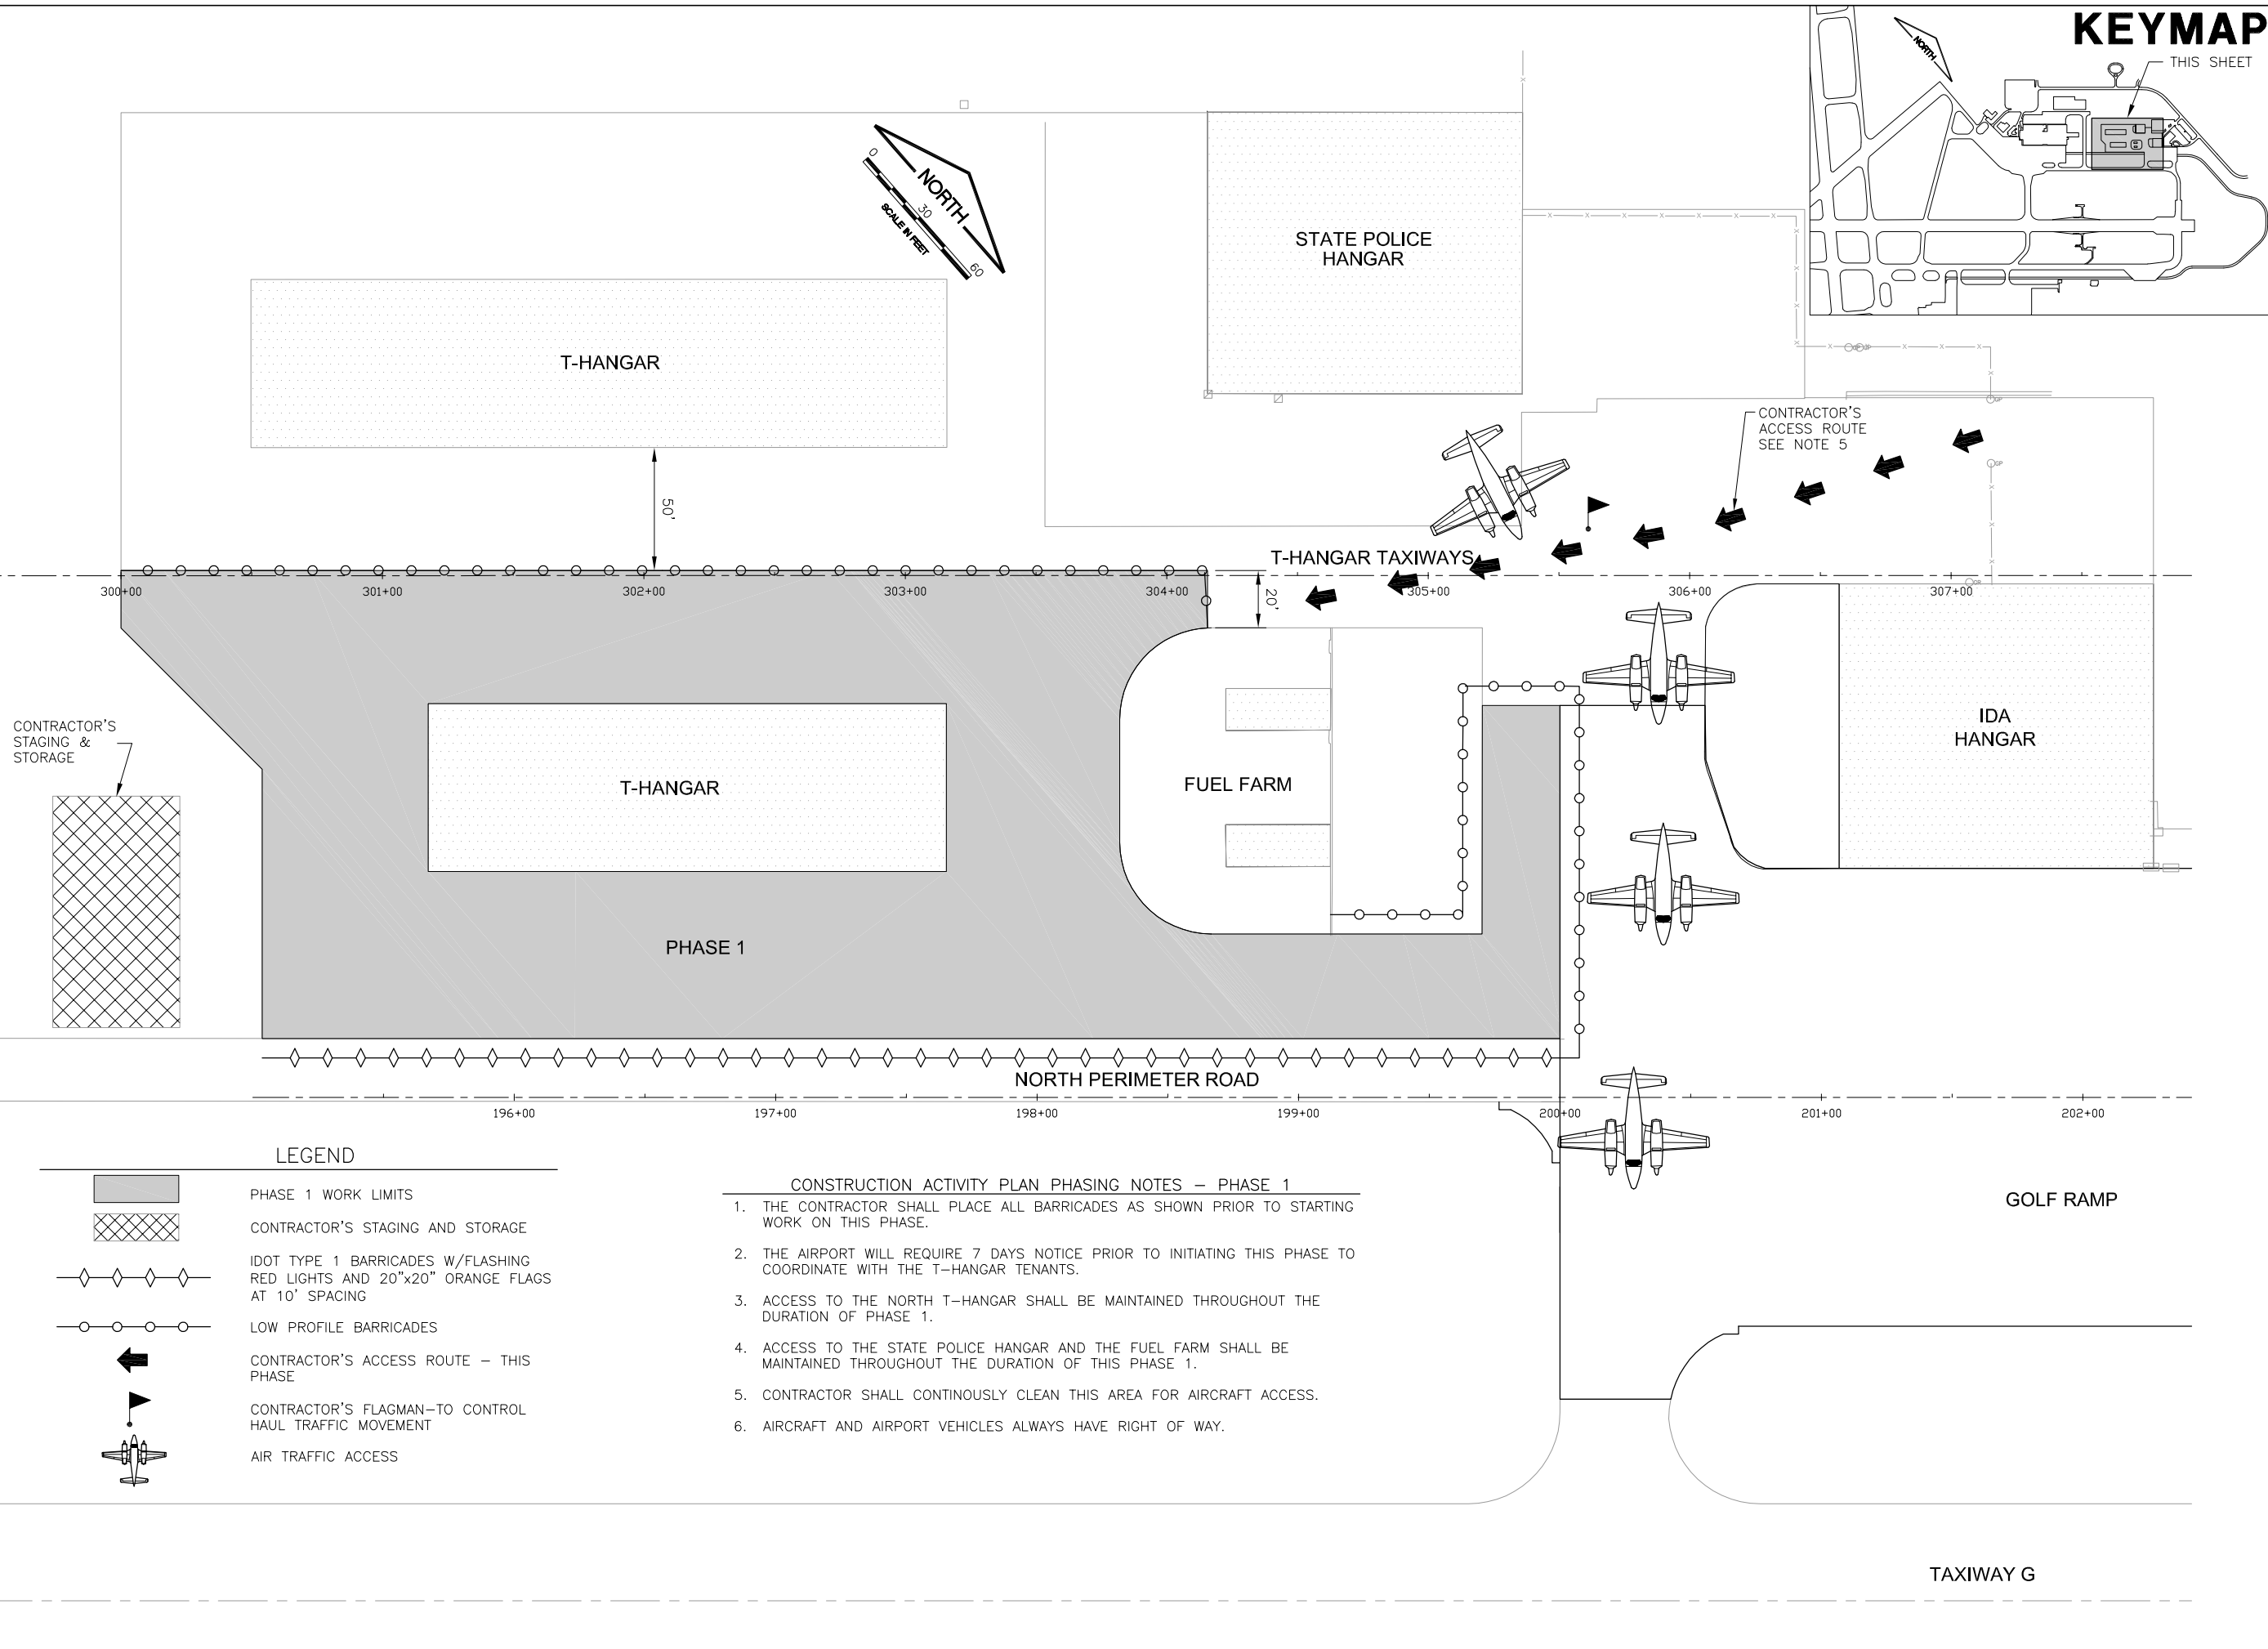 KEYMAP
THIS SHEET
NORTH
NORTH
0
30
60
SCALE IN FEET
STATE POLICE
HANGAR
T-HANGAR
CONTRACTOR'S
ACCESS ROUTE
SEE NOTE 5
50'
T-HANGAR TAXIWAYS
20'
300+00
301+00
302+00
303+00
304+00
305+00
306+00
307+00
CONTRACTOR'S
STAGING &
STORAGE
T-HANGAR
FUEL FARM
IDA
HANGAR
PHASE 1
NORTH PERIMETER ROAD
196+00
197+00
198+00
199+00
200+00
201+00
202+00
LEGEND
PHASE 1 WORK LIMITS
CONTRACTOR'S STAGING AND STORAGE
IDOT TYPE 1 BARRICADES W/FLASHING
RED LIGHTS AND 20"x20" ORANGE FLAGS
AT 10' SPACING
LOW PROFILE BARRICADES
CONTRACTOR'S ACCESS ROUTE – THIS
PHASE
CONTRACTOR'S FLAGMAN–TO CONTROL
HAUL TRAFFIC MOVEMENT
AIR TRAFFIC ACCESS
CONSTRUCTION ACTIVITY PLAN PHASING NOTES – PHASE 1
1. THE CONTRACTOR SHALL PLACE ALL BARRICADES AS SHOWN PRIOR TO STARTING
WORK ON THIS PHASE.
2. THE AIRPORT WILL REQUIRE 7 DAYS NOTICE PRIOR TO INITIATING THIS PHASE TO
COORDINATE WITH THE T–HANGAR TENANTS.
3. ACCESS TO THE NORTH T–HANGAR SHALL BE MAINTAINED THROUGHOUT THE
DURATION OF PHASE 1.
4. ACCESS TO THE STATE POLICE HANGAR AND THE FUEL FARM SHALL BE
MAINTAINED THROUGHOUT THE DURATION OF THIS PHASE 1.
5. CONTRACTOR SHALL CONTINOUSLY CLEAN THIS AREA FOR AIRCRAFT ACCESS.
6. AIRCRAFT AND AIRPORT VEHICLES ALWAYS HAVE RIGHT OF WAY.
GOLF RAMP
TAXIWAY G